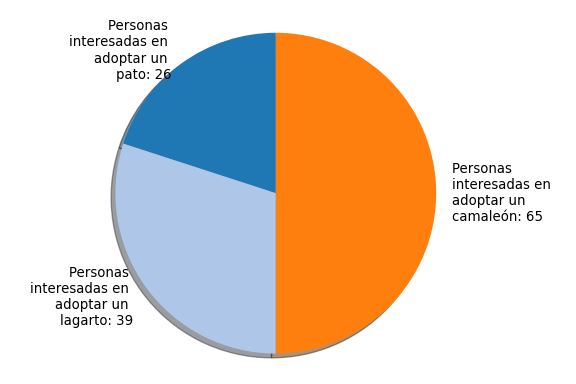 Personas
interesadas en
adoptar un
pato: 26
Personas
interesadas en
adoptar un
camaleón: 65
Personas
interesadas en
adoptar un
lagarto: 39